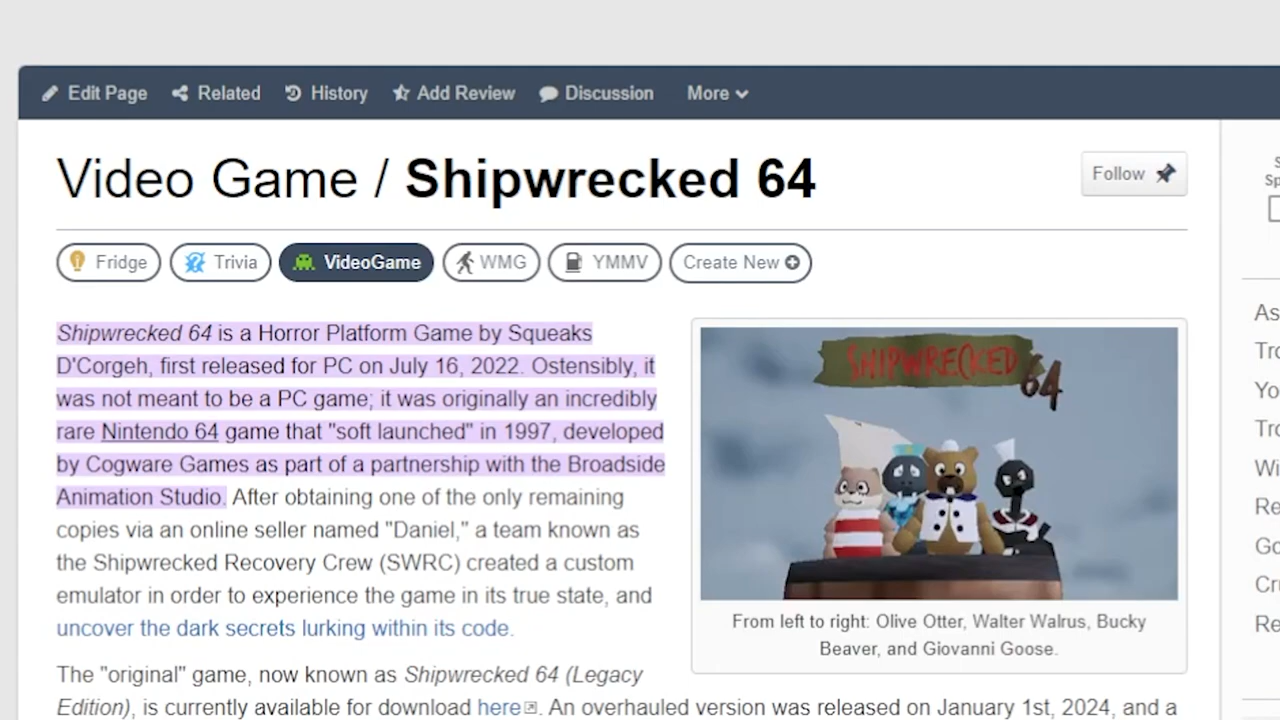 Edit Page Related History Add Review Discussion More
Video Game / Shipwrecked 64
Follow
Fridge Trivia VideoGame WMG YMMV Create New
Shipwrecked 64 is a Horror Platform Game by Squeaks
D'Corgeh, first released for PC on July 16, 2022. Ostensibly, it
was not meant to be a PC game; it was originally an incredibly
rare Nintendo 64 game that "soft launched" in 1997, developed
by Cogware Games as part of a partnership with the Broadside
Animation Studio. After obtaining one of the only remaining
copies via an online seller named "Daniel," a team known as
the Shipwrecked Recovery Crew (SWRC) created a custom
emulator in order to experience the game in its true state, and
uncover the dark secrets lurking within its code.
SHIPWRECKED
64
From left to right: Olive Otter, Walter Walrus, Bucky
Beaver, and Giovanni Goose.
The "original" game, now known as Shipwrecked 64 (Legacy
Edition), is currently available for download here. An overhauled version was released on January 1st, 2024, and a